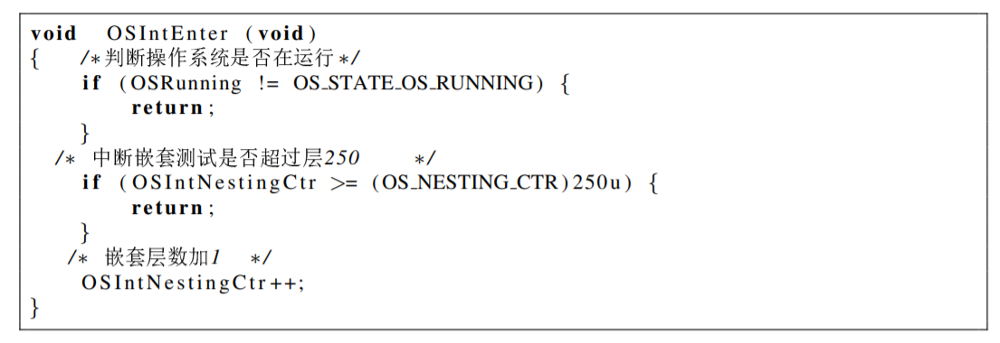 void OSIntEnter (void)
{ /*判断操作系统是否在运行*/
if (OSRunning != OS_STATE_OS_RUNNING) {
return;
}
/* 中断嵌套测试是否超过层250 */
if (OSIntNestingCtr >= (OS_NESTING_CTR)250u) {
return;
}
/* 嵌套层数加1 */
OSIntNestingCtr++;
}